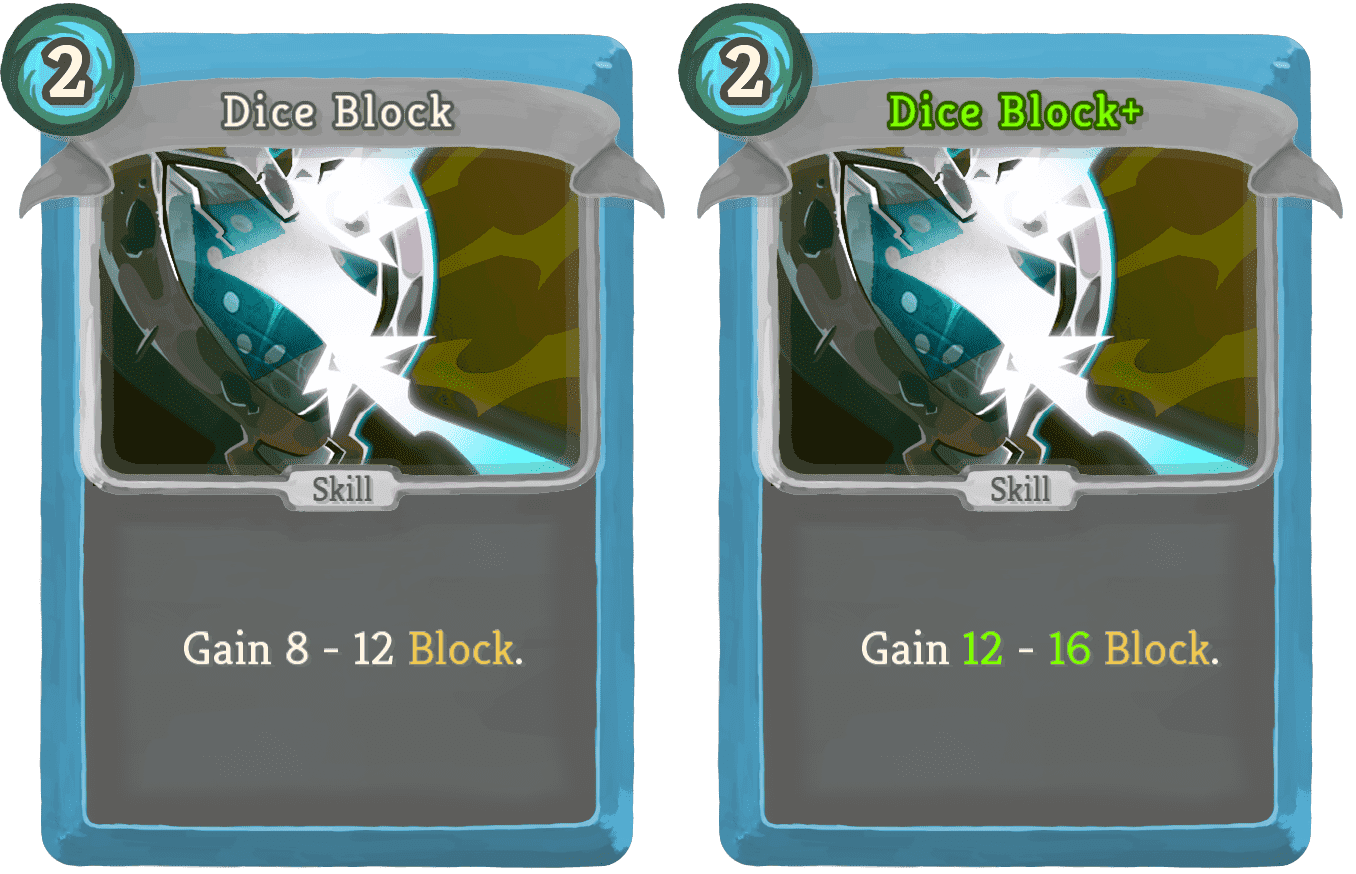 2
Dice Block
Skill
Gain 8 - 12 Block.
2
Dice Block+
Skill
Gain 12 - 16 Block.